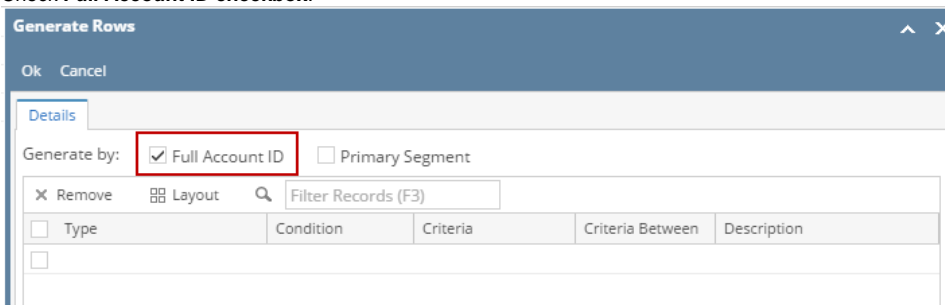 Check Full Account ID checkbox.
Generate Rows
Ok Cancel
Details
Generate by: Full Account ID Primary Segment
Remove Layout Filter Records (F3)
Type Condition Criteria Criteria Between Description